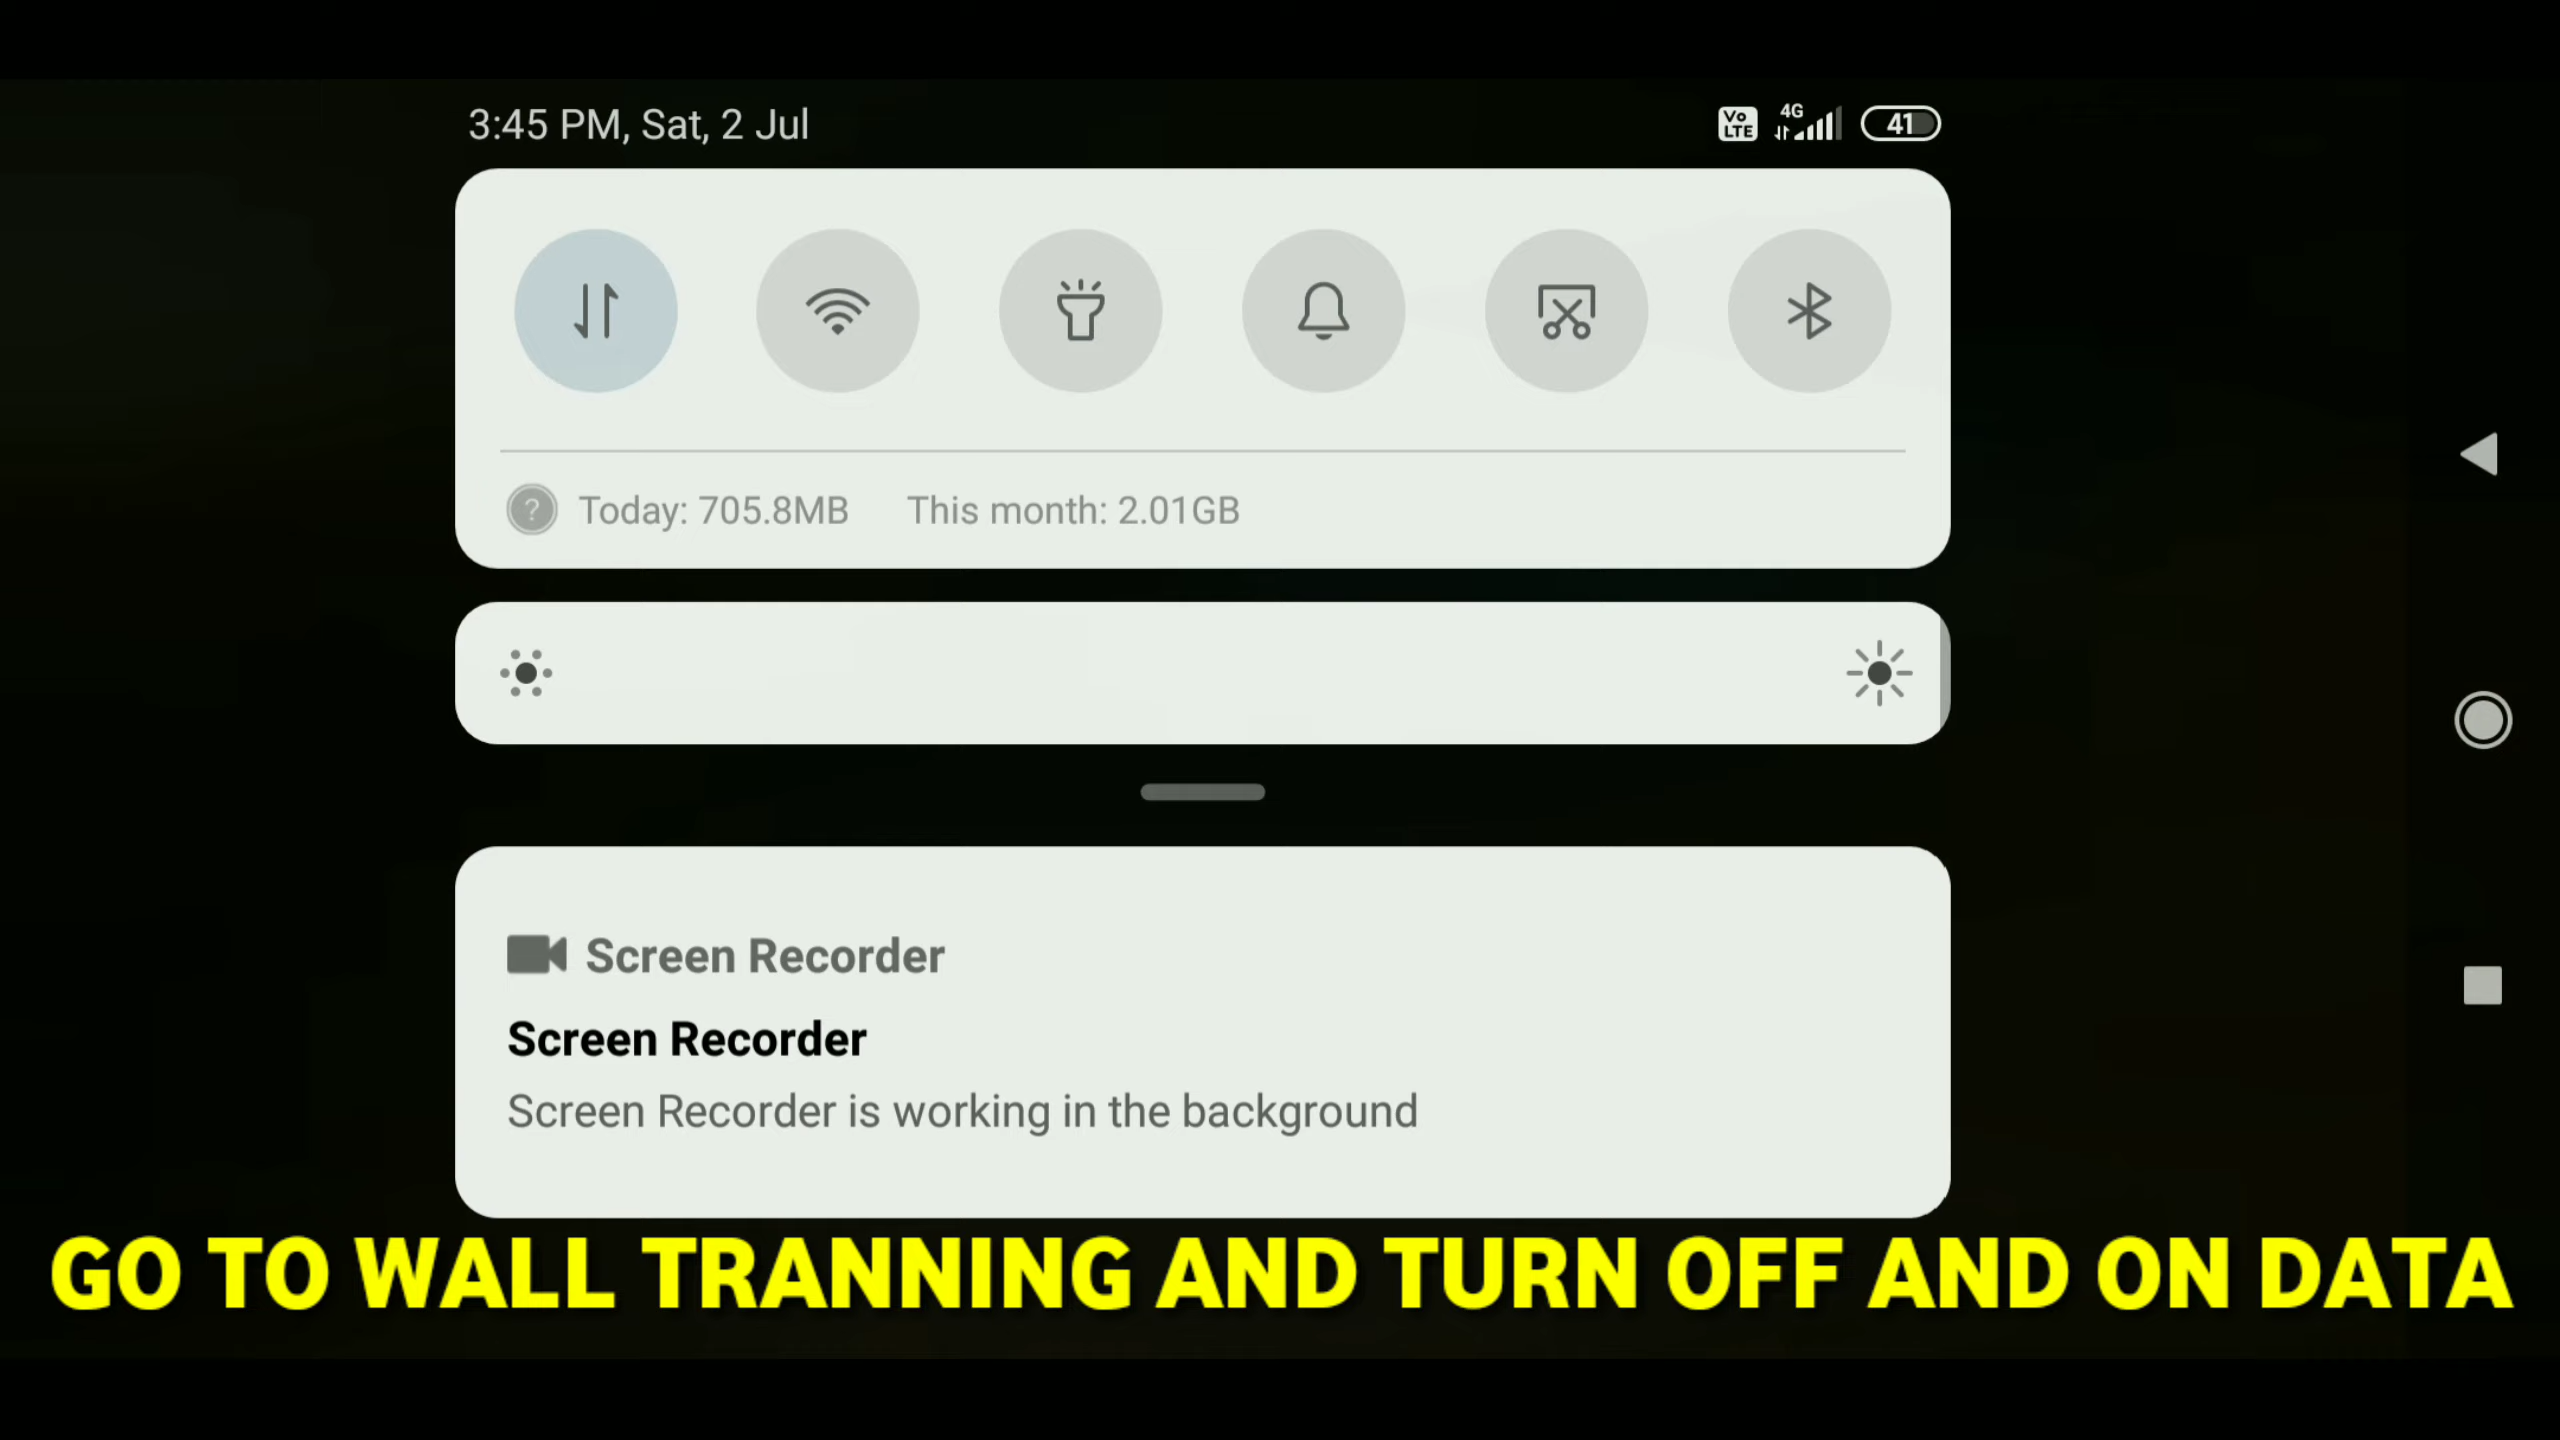 3:45 PM, Sat, 2 Jul
Vo LTE 4G 41
? Today: 705.8MB This month: 2.01GB
Screen Recorder
Screen Recorder
Screen Recorder is working in the background
GO TO WALL TRANNING AND TURN OFF AND ON DATA